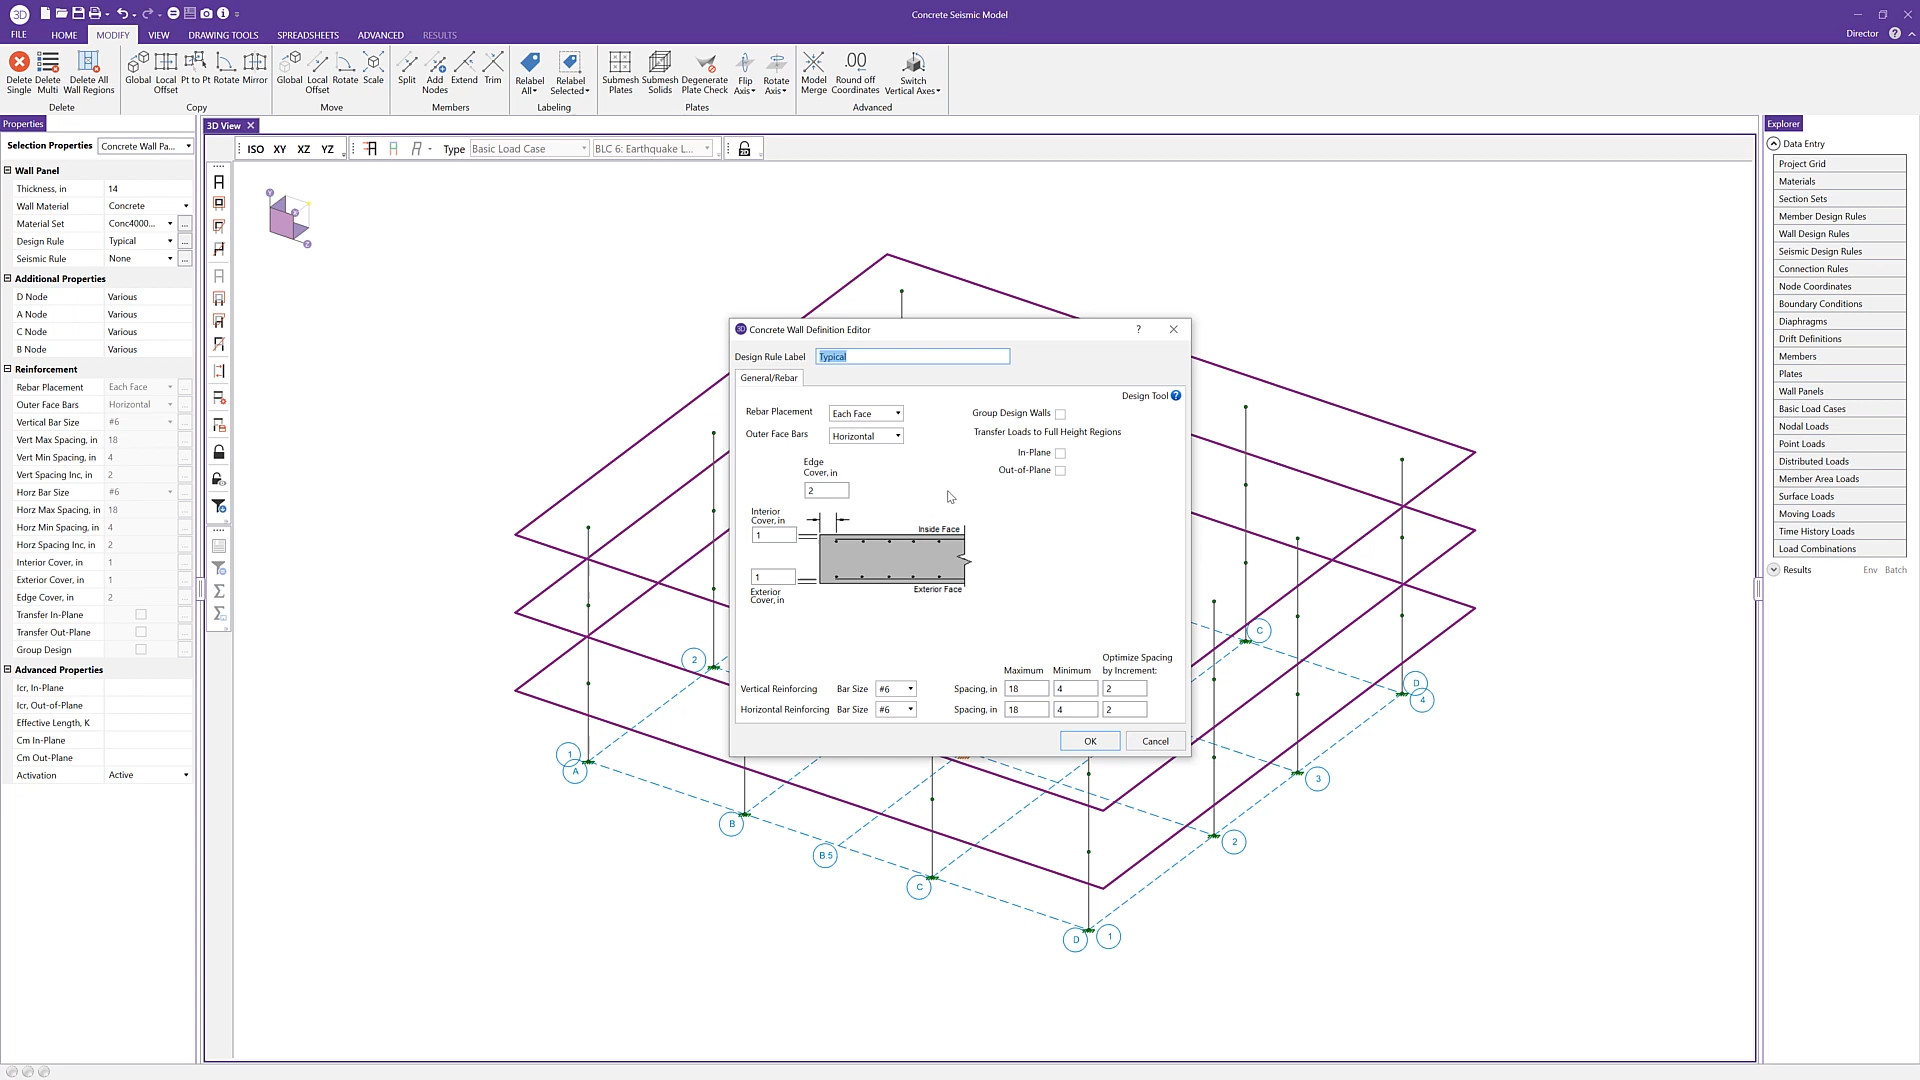 3D
Concrete Seismic Model
FILE HOME MODIFY VIEW DRAWING TOOLS SPREADSHEETS ADVANCED RESULTS
Director
Delete Single
Delete Multi
Delete All Wall Regions
Delete
Global
Local Offset
Pt to Pt
Rotate
Mirror
Copy
Global
Local Offset
Rotate
Scale
Move
Split
Add Nodes
Extend
Trim
Members
Relabel All
Relabel Selected
Labeling
Submesh Plates
Submesh Solids
Degenerate Plate Check
Flip Axis
Rotate Axis
Plates
Model Merge
.00
Round off Coordinates
Switch Vertical Axes
Advanced
Properties
Selection Properties Concrete Wall Pa...
Wall Panel
Thickness, in 14
Wall Material Concrete
Material Set Conc4000... ...
Design Rule Typical ...
Seismic Rule None ...
Additional Properties
D Node Various
A Node Various
C Node Various
B Node Various
Reinforcement
Rebar Placement Each Face
Outer Face Bars Horizontal
Vertical Bar Size #6
Vert Max Spacing, in 18
Vert Min Spacing, in 4
Vert Spacing Inc, in 2
Horz Bar Size #6
Horz Max Spacing, in 18
Horz Min Spacing, in 4
Horz Spacing Inc, in 2
Interior Cover, in 1
Exterior Cover, in 1
Edge Cover, in 2
Transfer In-Plane
Transfer Out-Plane
Group Design
Advanced Properties
Icr, In-Plane
Icr, Out-of-Plane
Effective Length, K
Cm In-Plane
Cm Out-Plane
Activation Active
3D View
ISO XY XZ YZ Type Basic Load Case BLC 6: Earthquake L...
Y
X
Z
3D Concrete Wall Definition Editor ?
Design Rule Label Typical
General/Rebar
Design Tool ?
Rebar Placement Each Face
Outer Face Bars Horizontal
Group Design Walls
Transfer Loads to Full Height Regions
In-Plane
Out-of-Plane
Edge Cover, in
2
Interior Cover, in
1
Inside Face
1
Exterior Cover, in
Exterior Face
Maximum Minimum Optimize Spacing by Increment:
Vertical Reinforcing Bar Size #6 Spacing, in 18 4 2
Horizontal Reinforcing Bar Size #6 Spacing, in 18 4 2
OK Cancel
2
1
A
B
B.5
C
D
1
2
3
4
D
C
Explorer
Data Entry
Project Grid
Materials
Section Sets
Member Design Rules
Wall Design Rules
Seismic Design Rules
Connection Rules
Node Coordinates
Boundary Conditions
Diaphragms
Drift Definitions
Members
Plates
Wall Panels
Basic Load Cases
Nodal Loads
Point Loads
Distributed Loads
Member Area Loads
Surface Loads
Moving Loads
Time History Loads
Load Combinations
Results Env Batch